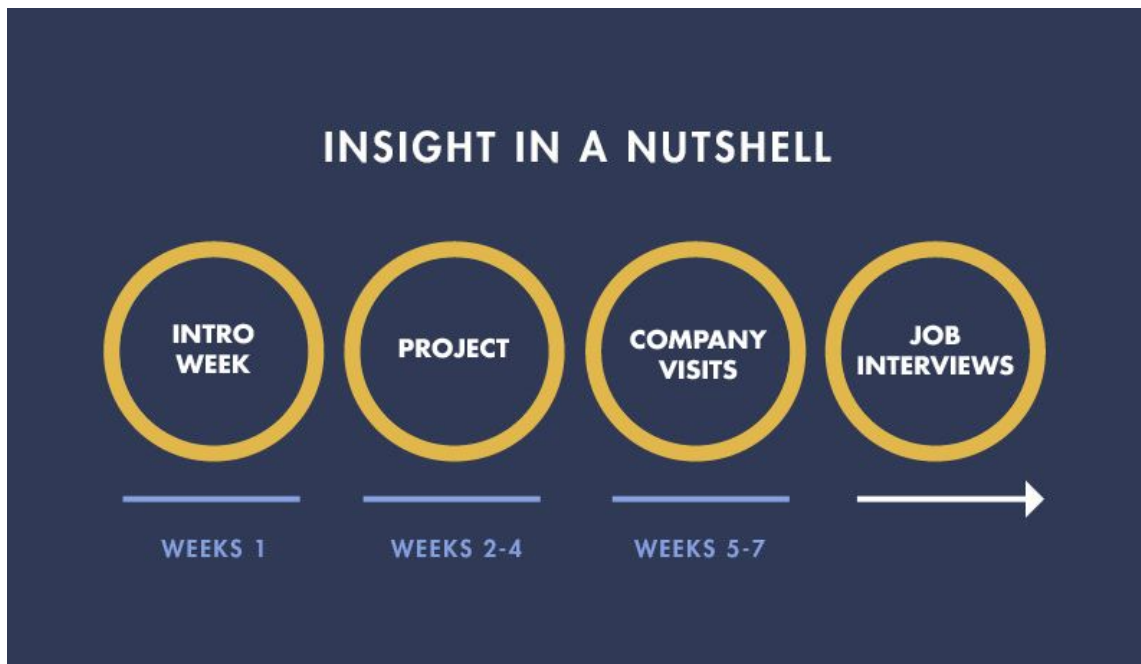 INSIGHT IN A NUTSHELL
INTRO
WEEK
PROJECT
COMPANY
VISITS
JOB
INTERVIEWS
WEEKS 1
WEEKS 2-4
WEEKS 5-7